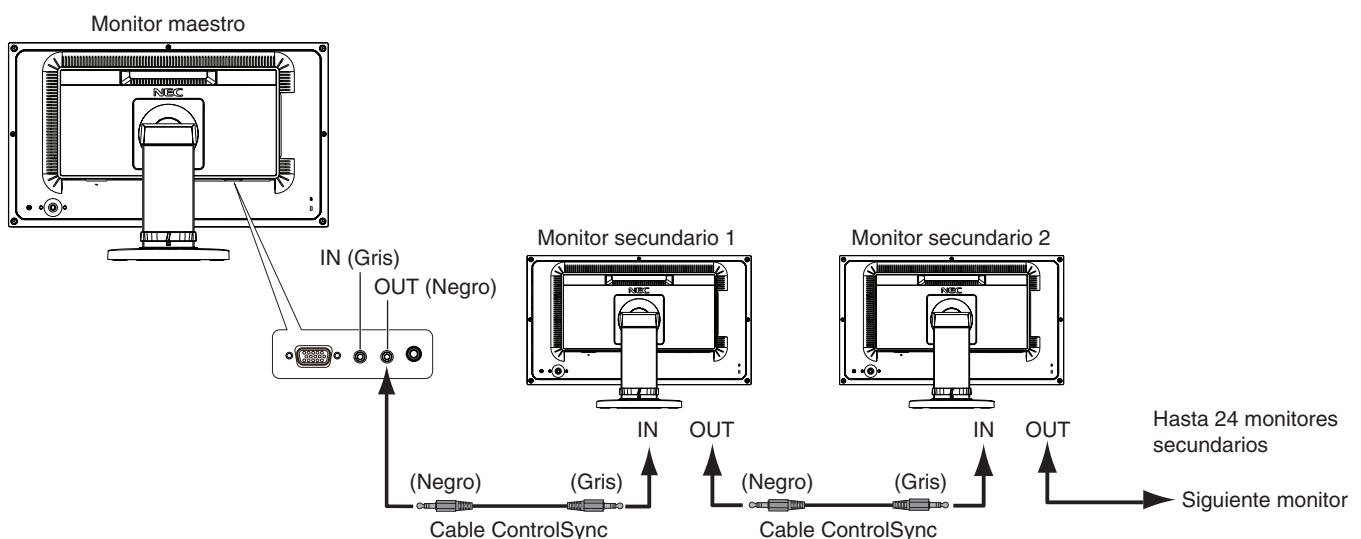 Monitor maestro
NEC
IN (Gris)
OUT (Negro)
Monitor secundario 1
Monitor secundario 2
NEC
NEC
IN
OUT
IN
OUT
Hasta 24 monitores
secundarios
(Negro)
(Gris)
(Negro)
(Gris)
Siguiente monitor
Cable ControlSync
Cable ControlSync